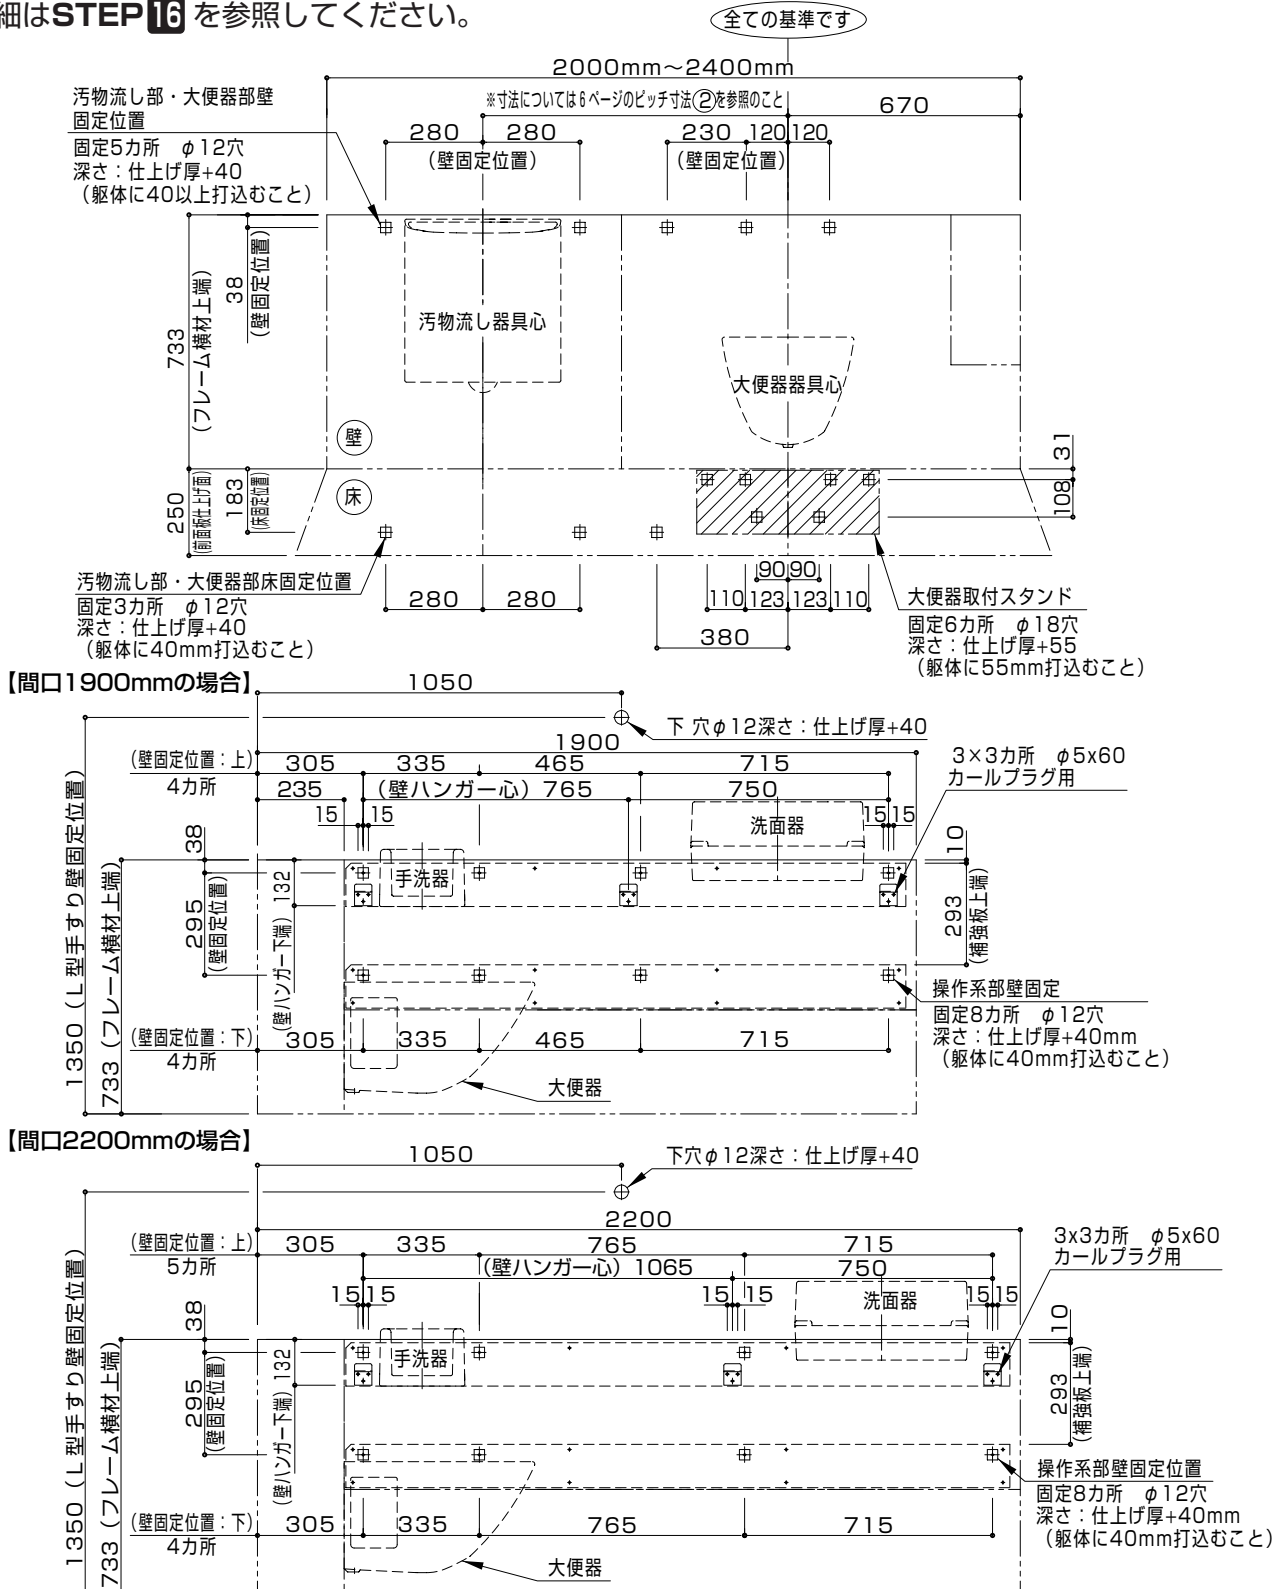 細はSTEP16を参照してください。
全ての基準です
2000mm～2400mm
※寸法については6ページのピッチ寸法②を参照のこと
670
汚物流し部・大便器部壁
固定位置
固定5カ所 φ12穴
深さ：仕上げ厚+40
（躯体に40以上打込むこと）
280 280
（壁固定位置）
230 120 120
（壁固定位置）
38
（壁固定位置）
733
（フレーム横材上端）
汚物流し器具心
大便器器具心
壁
床
250
（前面板仕上げ面）
183
（床固定位置）
31
108
汚物流し部・大便器部床固定位置
固定3カ所 φ12穴
深さ：仕上げ厚+40
（躯体に40mm打込むこと）
280 280
90 90
110 123 123 110
380
大便器取付スタンド
固定6カ所 φ18穴
深さ：仕上げ厚+55
（躯体に55mm打込むこと）
【間口1900mmの場合】
1050
下 穴φ12深さ：仕上げ厚+40
1900
（壁固定位置：上）
4カ所
305 335 465 715
235 （壁ハンガー心）765 750
15 15 15 15
3×3カ所 φ5x60
カールプラグ用
洗面器
手洗器
38
295
（壁固定位置）
132
（壁ハンガー下端）
10
293
（補強板上端）
1350（L型手すり壁固定位置）
733（フレーム横材上端）
操作系部壁固定
固定8カ所 φ12穴
深さ：仕上げ厚+40mm
（躯体に40mm打込むこと）
（壁固定位置：下）
4カ所
305 335 465 715
大便器
【間口2200mmの場合】
1050
下穴φ12深さ：仕上げ厚+40
2200
（壁固定位置：上）
5カ所
305 335 765 715
（壁ハンガー心）1065 750
15 15 15 15 15 15
3x3カ所 φ5x60
カールプラグ用
洗面器
手洗器
38
295
（壁固定位置）
132
（壁ハンガー下端）
10
293
（補強板上端）
1350（L型手すり壁固定位置）
733（フレーム横材上端）
操作系部壁固定位置
固定8カ所 φ12穴
深さ：仕上げ厚+40mm
（躯体に40mm打込むこと）
（壁固定位置：下）
4カ所
305 335 765 715
大便器